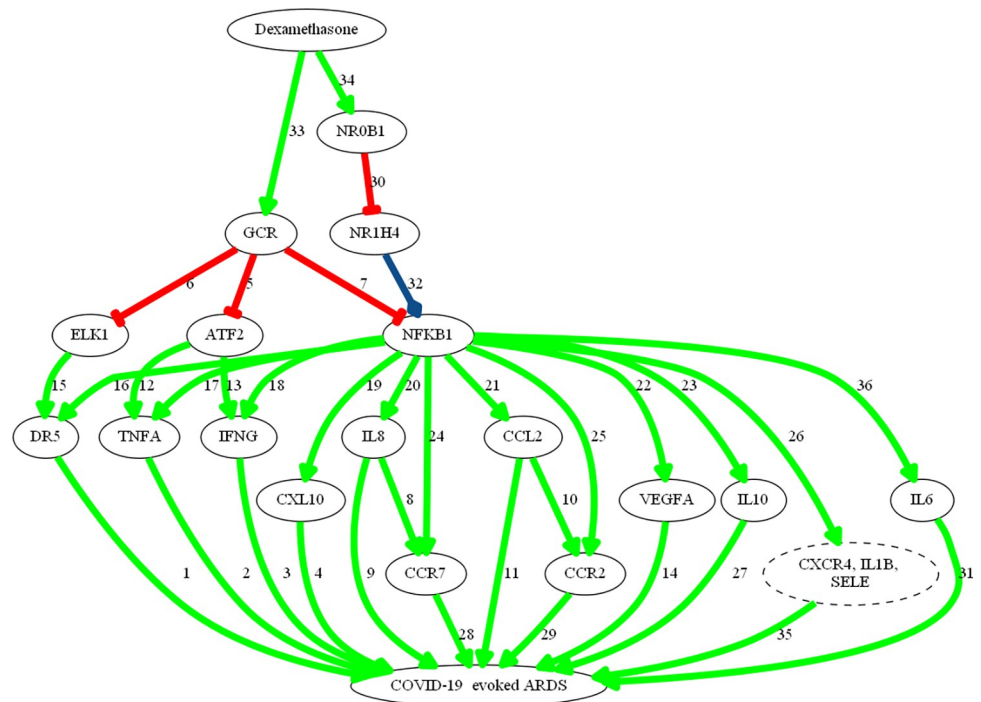 Dexamethasone
34
33
NR0B1
30
GCR
NR1H4
6
5
7
32
ELK1
ATF2
NFKB1
15
16
12
17
13
18
19
20
21
22
23
36
DR5
TNFA
IFNG
IL8
24
CCL2
25
26
CXL10
8
10
VEGFA
IL10
IL6
1
2
3
4
9
CCR7
11
CCR2
14
27
CXCR4, IL1B,
SELE
31
28
29
35
COVID-19 evoked ARDS